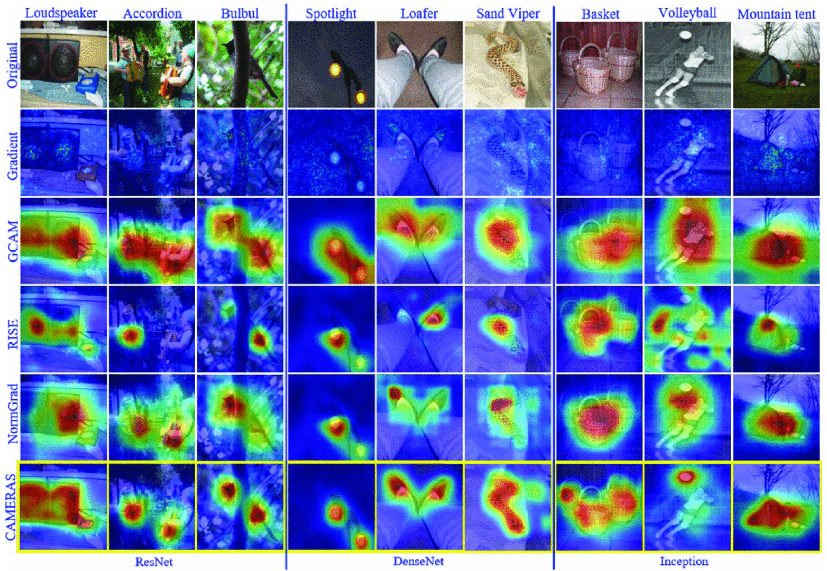 Loudspeaker Accordion Bulbul Spotlight Loafer Sand Viper Basket Volleyball Mountain tent
Original
Gradient
GCAM
RISE
NormGrad
CAMERAS
ResNet DenseNet Inception